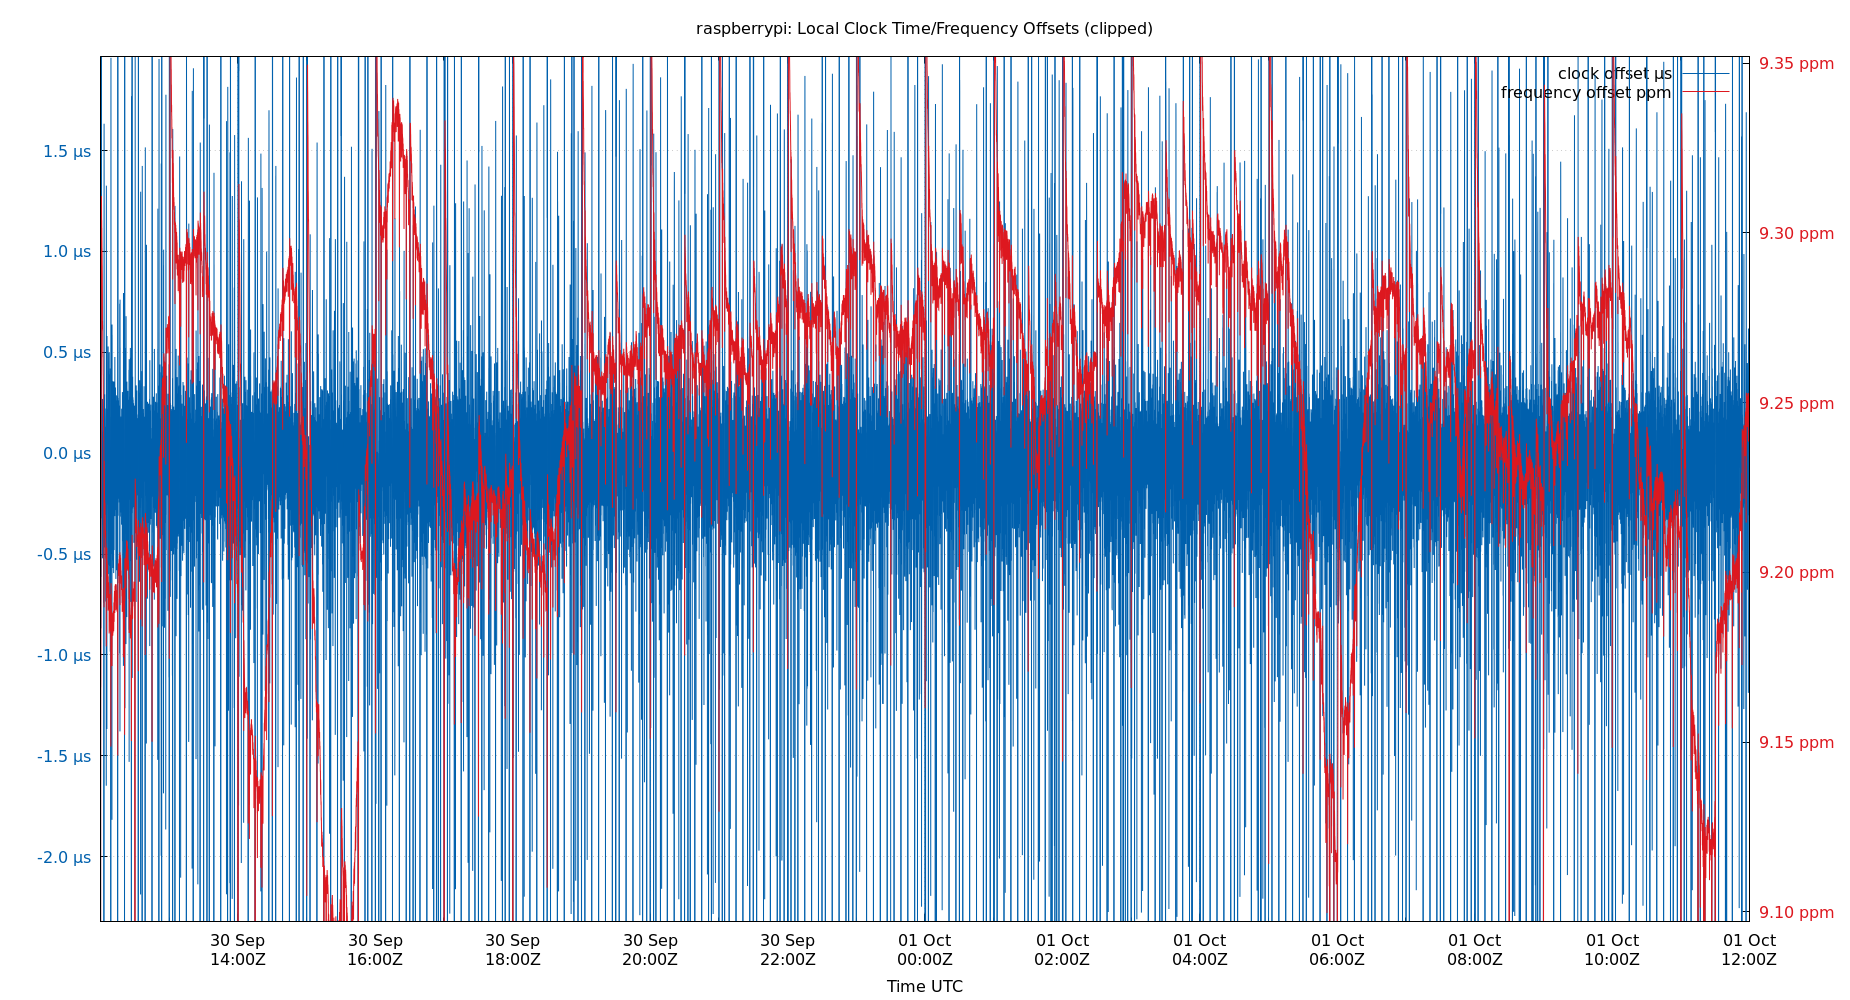 raspberrypi: Local Clock Time/Frequency Offsets (clipped)
clock offset µs
frequency offset ppm
1.5 µs
1.0 µs
0.5 µs
0.0 µs
-0.5 µs
-1.0 µs
-1.5 µs
-2.0 µs
9.35 ppm
9.30 ppm
9.25 ppm
9.20 ppm
9.15 ppm
9.10 ppm
30 Sep 30 Sep 30 Sep 30 Sep 30 Sep 01 Oct 01 Oct 01 Oct 01 Oct 01 Oct 01 Oct 01 Oct
14:00Z 16:00Z 18:00Z 20:00Z 22:00Z 00:00Z 02:00Z 04:00Z 06:00Z 08:00Z 10:00Z 12:00Z
Time UTC